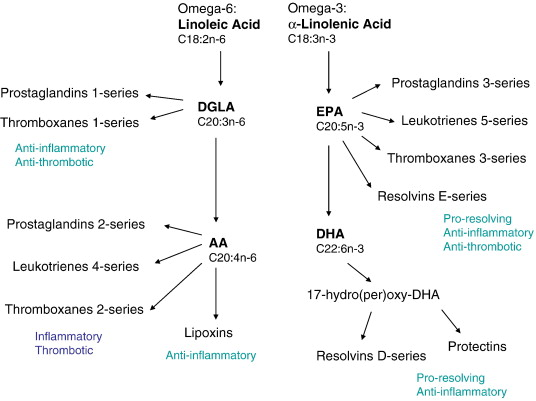 Omega-6:
Linoleic Acid
C18:2n-6
Omega-3:
α-Linolenic Acid
C18:3n-3
Prostaglandins 1-series
Thromboxanes 1-series
Anti-inflammatory
Anti-thrombotic
DGLA
C20:3n-6
EPA
C20:5n-3
Prostaglandins 3-series
Leukotrienes 5-series
Thromboxanes 3-series
Resolvins E-series
Pro-resolving
Anti-inflammatory
Anti-thrombotic
Prostaglandins 2-series
Leukotrienes 4-series
Thromboxanes 2-series
Inflammatory
Thrombotic
AA
C20:4n-6
Lipoxins
Anti-inflammatory
DHA
C22:6n-3
17-hydro(per)oxy-DHA
Resolvins D-series
Protectins
Pro-resolving
Anti-inflammatory